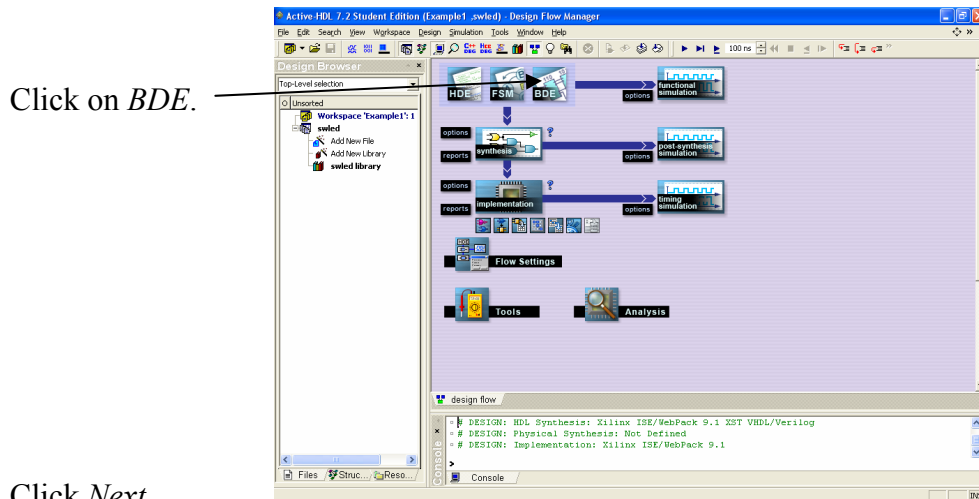 Active-HDL 7.2 Student Edition (Example1 ,swled) - Design Flow Manager
File Edit Search View Workspace Design Simulation Tools Window Help
100 ns
Design Browser
Top-Level selection
Unsorted
Workspace 'Example1': 1
swled
Add New File
Add New Library
swled library
Files Struc... Reso...
Click on BDE.
HDE FSM BDE
options
functional simulation
options
synthesis
reports
options
post-synthesis simulation
options
implementation
reports
options
timing simulation
Flow Settings
Tools
Analysis
design flow
# DESIGN: HDL Synthesis: Xilinx ISE/WebPack 9.1 XST VHDL/Verilog
# DESIGN: Physical Synthesis: Not Defined
# DESIGN: Implementation: Xilinx ISE/WebPack 9.1
>
Console
Console
Click Next